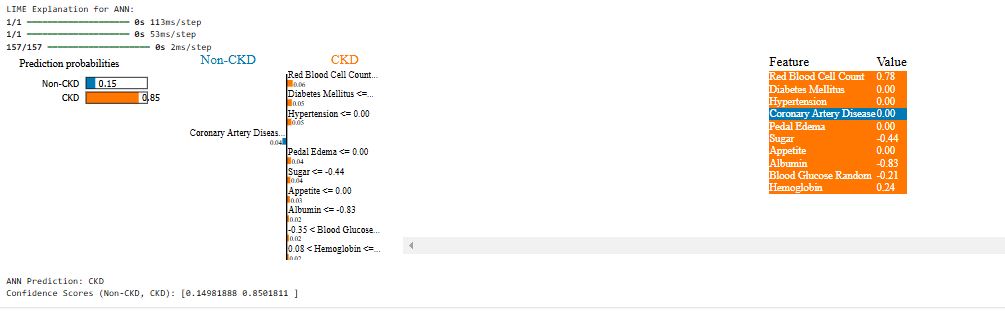 LIME Explanation for ANN:
1/1 0s 113ms/step
1/1 0s 53ms/step
157/157 0s 2ms/step
Prediction probabilities
Non-CKD 0.15
CKD 0.85
Non-CKD CKD
Red Blood Cell Count...
0.06
Diabetes Mellitus <=...
0.05
Hypertension <= 0.00
0.05
Coronary Artery Diseas...
0.04
Pedal Edema <= 0.00
0.04
Sugar <= -0.44
0.04
Appetite <= 0.00
0.03
Albumin <= -0.83
0.02
-0.35 < Blood Glucose...
0.02
0.08 < Hemoglobin <=...
0.02
Feature Value
Red Blood Cell Count 0.78
Diabetes Mellitus 0.00
Hypertension 0.00
Coronary Artery Disease 0.00
Pedal Edema 0.00
Sugar -0.44
Appetite 0.00
Albumin -0.83
Blood Glucose Random -0.21
Hemoglobin 0.24
ANN Prediction: CKD
Confidence Scores (Non-CKD, CKD): [0.14981888 0.8501811 ]